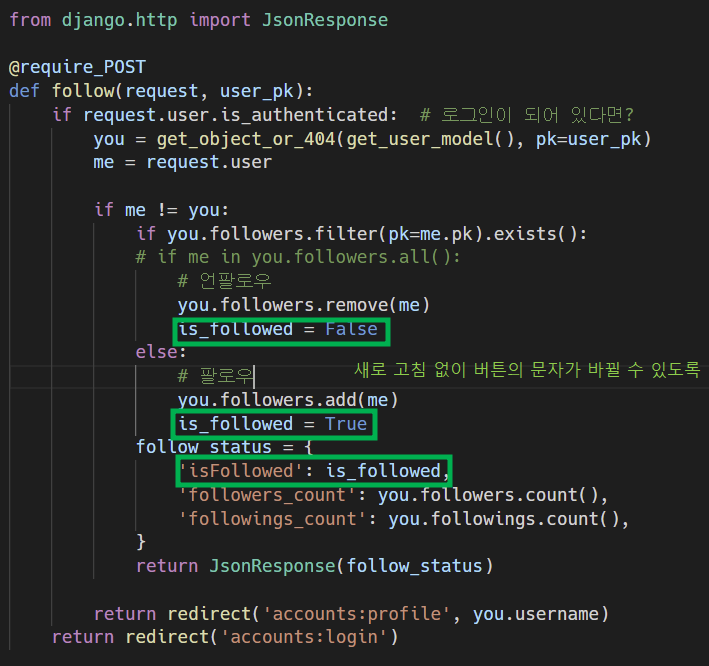 from django.http import JsonResponse
@require_POST
def follow(request, user_pk):
    if request.user.is_authenticated:  # 로그인이 되어 있다면?
        you = get_object_or_404(get_user_model(), pk=user_pk)
        me = request.user
        if me != you:
            if you.followers.filter(pk=me.pk).exists():
            # if me in you.followers.all():
                # 언팔로우
                you.followers.remove(me)
                is_followed = False
            else:
                # 팔로우
새로 고침 없이 버튼의 문자가 바뀔 수 있도록
                you.followers.add(me)
                is_followed = True
            follow_status = {
                'isFollowed': is_followed,
                'followers_count': you.followers.count(),
                'followings_count': you.followings.count(),
            }
            return JsonResponse(follow_status)
        return redirect('accounts:profile', you.username)
    return redirect('accounts:login')